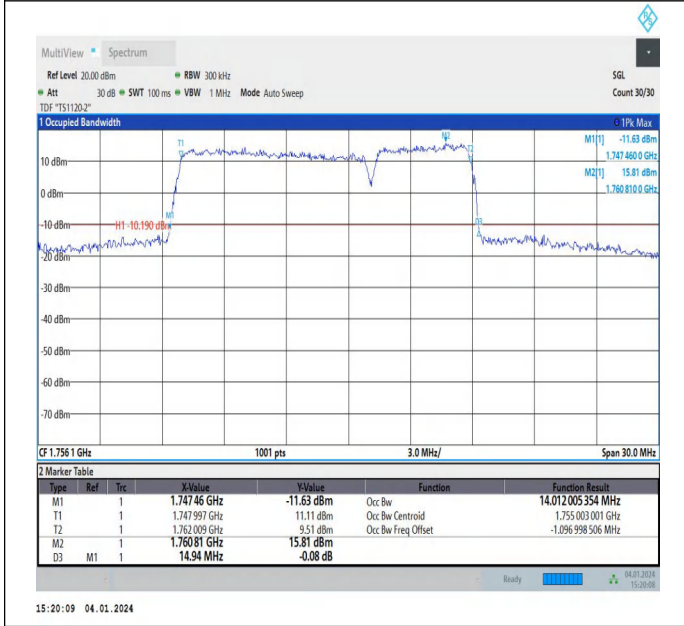 MultiView Spectrum
Ref Level 20.00 dBm RBW 300 kHz SGL
Att 30 dB SWT 100 ms VBW 1 MHz Mode Auto Sweep Count 30/30
TDF "TS1120-2"
1 Occupied Bandwidth 1Pk Max
M1[1] -11.63 dBm
1.747 460 0 GHz
M2[1] 15.81 dBm
1.760 810 0 GHz
T1
M2
T2
10 dBm
0 dBm
M1
D3
-10 dBm H1 -10.190 dBm
-20 dBm
-30 dBm
-40 dBm
-50 dBm
-60 dBm
-70 dBm
CF 1.756 1 GHz 1001 pts 3.0 MHz/ Span 30.0 MHz
2 Marker Table
Type Ref Trc X-Value Y-Value Function Function Result
M1 1 1.747 46 GHz -11.63 dBm Occ Bw 14.012 005 354 MHz
T1 1 1.747 997 GHz 11.11 dBm Occ Bw Centroid 1.755 003 001 GHz
T2 1 1.762 009 GHz 9.51 dBm Occ Bw Freq Offset -1.096 998 506 MHz
M2 1 1.760 81 GHz 15.81 dBm
D3 M1 1 14.94 MHz -0.08 dB
Ready 04.01.2024
15:20:08
15:20:09 04.01.2024